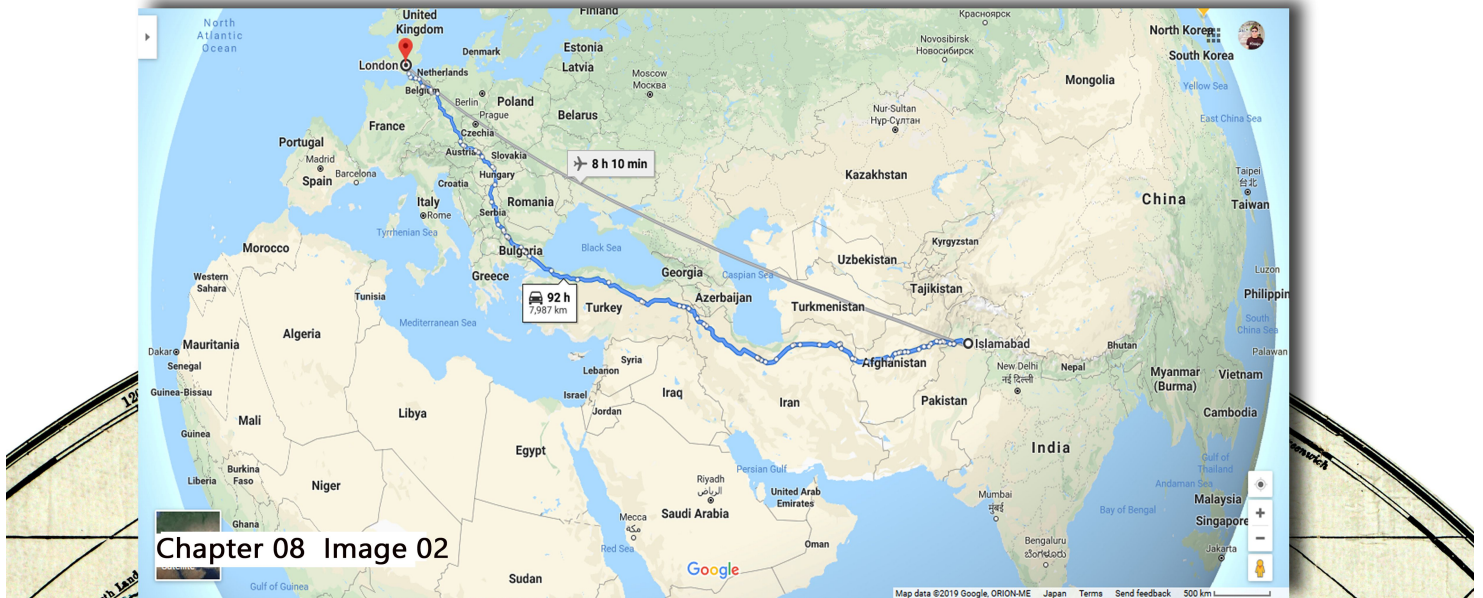 North
Atlantic
Ocean
United
Kingdom
Finland
Красноярск
North Korea
South Korea
Denmark
Estonia
Latvia
Novosibirsk
Новосибирск
London
Netherlands
Moscow
Москва
Mongolia
Yellow Sea
Belgium
Berlin
Poland
Prague
Belarus
Nur-Sultan
Нұр-Сұлтан
East China Sea
France
Czechia
Portugal
Madrid
Barcelona
Spain
Austria
Slovakia
Hungary
8 h 10 min
Kazakhstan
Taipei
台北
Taiwan
China
Croatia
Italy
Rome
Romania
Serbia
Tyrrhenian Sea
Morocco
Bulgaria
Black Sea
Kyrgyzstan
Uzbekistan
Western
Sahara
Tunisia
Greece
Georgia
Caspian Sea
Tajikistan
Luzon
92 h
7,987 km
Turkey
Azerbaijan
Turkmenistan
Philippin
Mediterranean Sea
Algeria
South
China Sea
Dakar
Mauritania
Senegal
Syria
Lebanon
Islamabad
Afghanistan
Bhutan
Palawan
New Delhi
नई दिल्ली
Nepal
Myanmar
(Burma)
Vietnam
Guinea-Bissau
Israel
Jordan
Iraq
Iran
Pakistan
Mali
Libya
Cambodia
Guinea
Egypt
India
Gulf of
Thailand
Burkina
Faso
Liberia
Niger
Persian Gulf
Riyadh
الرياض
United Arab
Emirates
Andaman Sea
Malaysia
Singapore
Mumbai
मुंबई
Bay of Bengal
Ghana
Mecca
مكة
Saudi Arabia
Oman
Red Sea
Bengaluru
ಬೆಂಗಳೂರು
Jakarta
Chapter 08 Image 02
Google
Gulf of Guinea
Sudan
Map data ©2019 Google, ORION-ME Japan Terms Send feedback 500 km